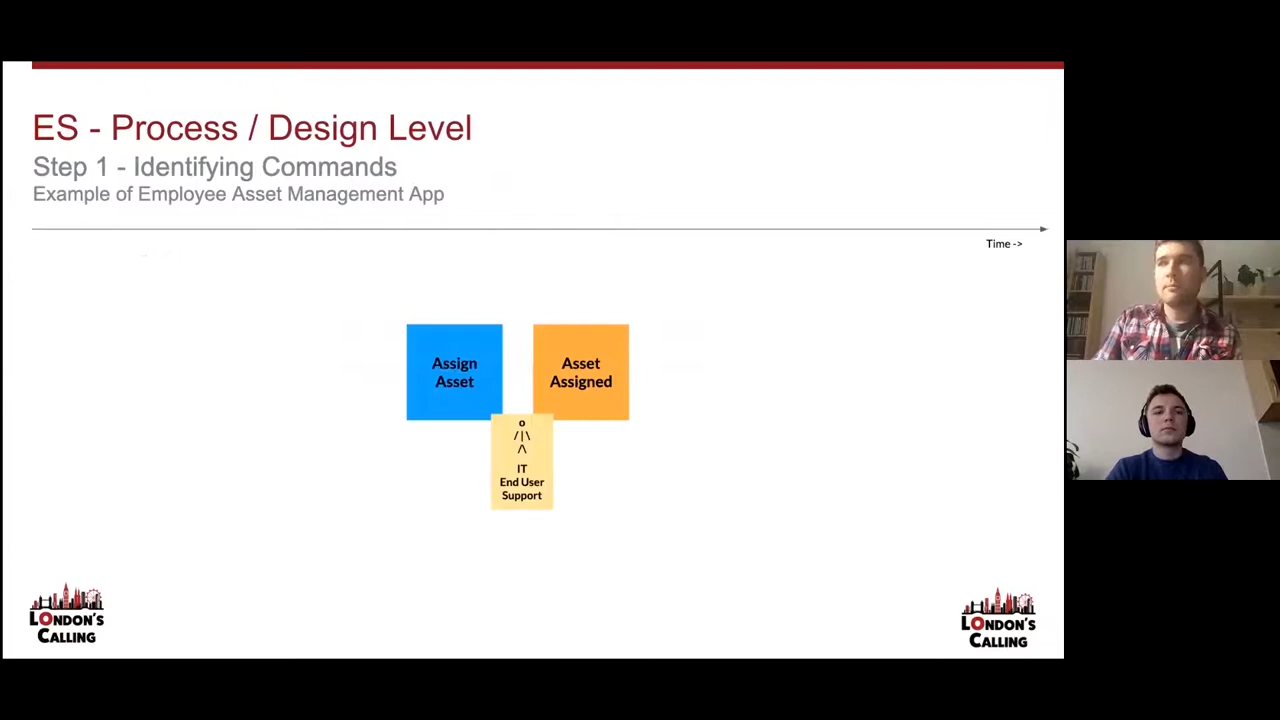 ES - Process / Design Level
Step 1 - Identifying Commands
Example of Employee Asset Management App
Time ->
Assign
Asset
Asset
Assigned
o
/|\
/\
IT
End User
Support
LONDON'S
CALLING
LONDON'S
CALLING